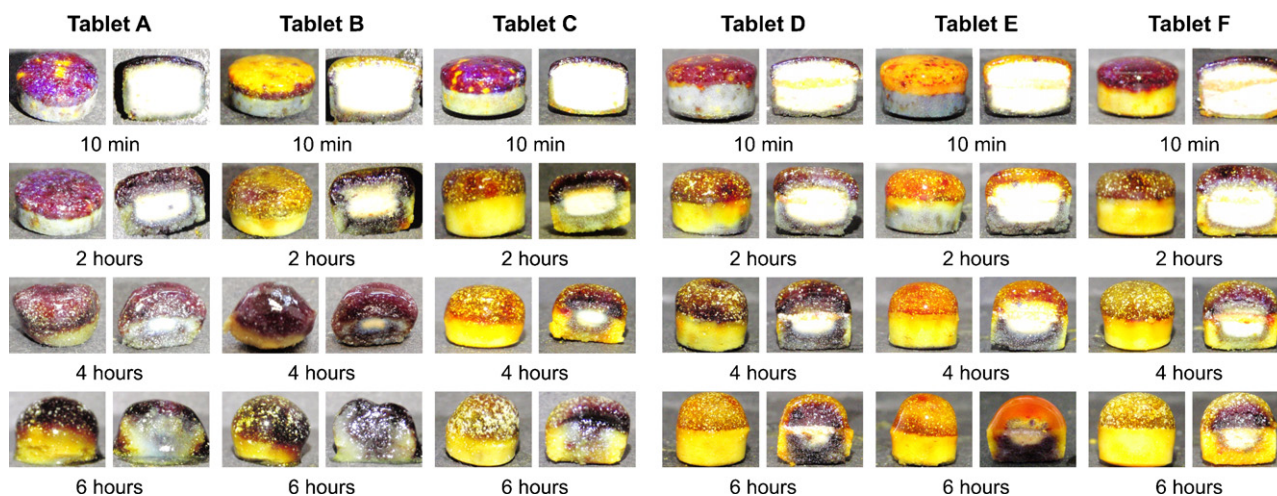 Tablet A Tablet B Tablet C Tablet D Tablet E Tablet F
10 min 10 min 10 min 10 min 10 min 10 min
2 hours 2 hours 2 hours 2 hours 2 hours 2 hours
4 hours 4 hours 4 hours 4 hours 4 hours 4 hours
6 hours 6 hours 6 hours 6 hours 6 hours 6 hours